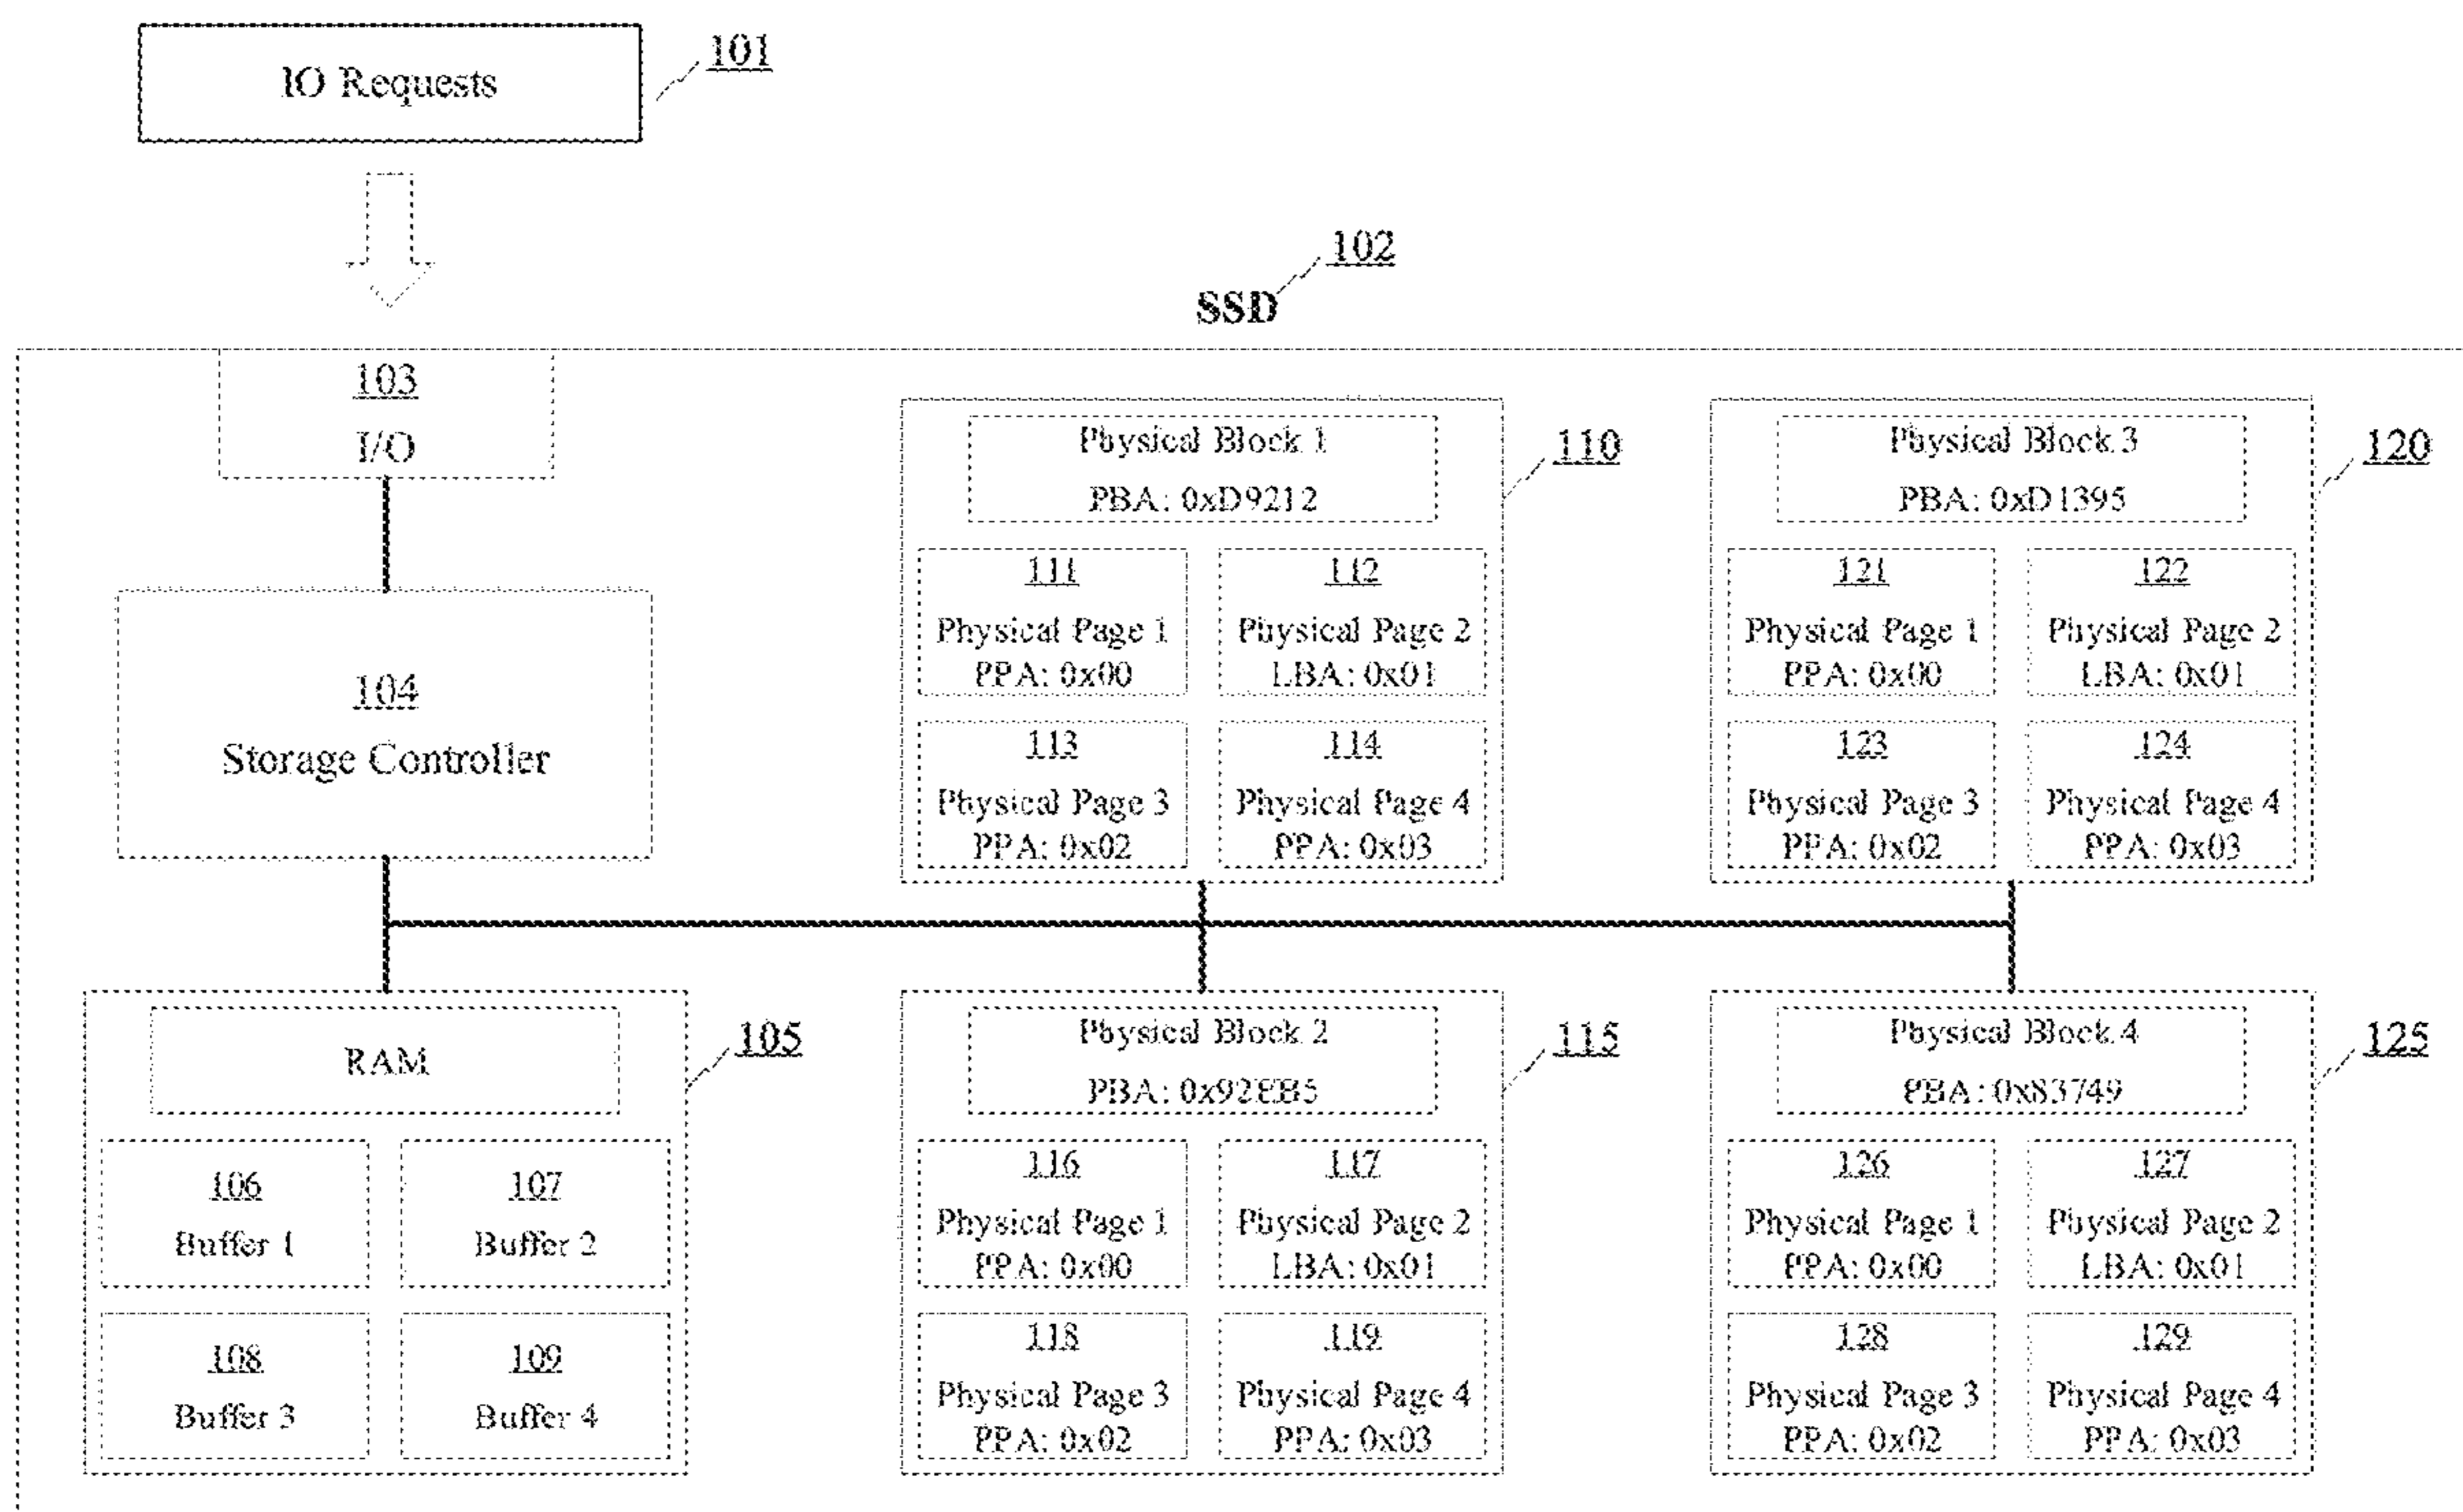 IO Requests
101
102
SSD
103
I/O
104
Storage Controller
Physical Block 1
PBA: 0xD9212
110
111
Physical Page 1
PPA: 0x00
112
Physical Page 2
LBA: 0x01
113
Physical Page 3
PPA: 0x02
114
Physical Page 4
PPA: 0x03
Physical Block 3
PBA: 0xD1395
120
121
Physical Page 1
PPA: 0x00
122
Physical Page 2
LBA: 0x01
123
Physical Page 3
PPA: 0x02
124
Physical Page 4
PPA: 0x03
RAM
105
106
Buffer 1
107
Buffer 2
108
Buffer 3
109
Buffer 4
Physical Block 2
PBA: 0x92EB5
115
116
Physical Page 1
PPA: 0x00
117
Physical Page 2
LBA: 0x01
118
Physical Page 3
PPA: 0x02
119
Physical Page 4
PPA: 0x03
Physical Block 4
PBA: 0x83749
125
126
Physical Page 1
PPA: 0x00
127
Physical Page 2
LBA: 0x01
128
Physical Page 3
PPA: 0x02
129
Physical Page 4
PPA: 0x03